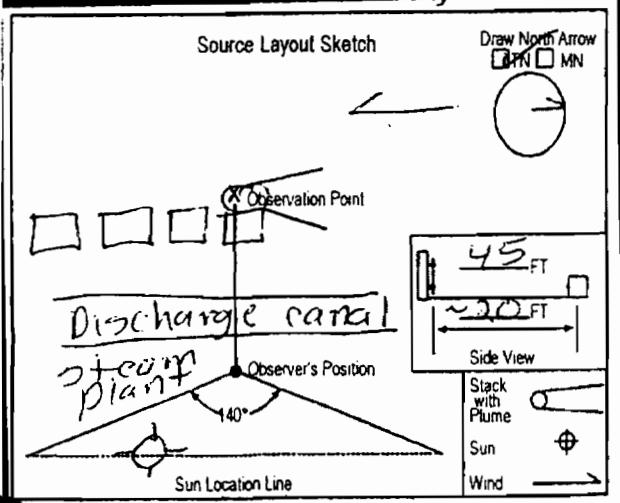 Source Layout Sketch
Draw North Arrow
TN MN
X Observation Point
45 FT
~20 FT
Side View
Discharge canal
steam
plant
Observer's Position
140°
Sun Location Line
Stack
with
Plume
Sun
Wind